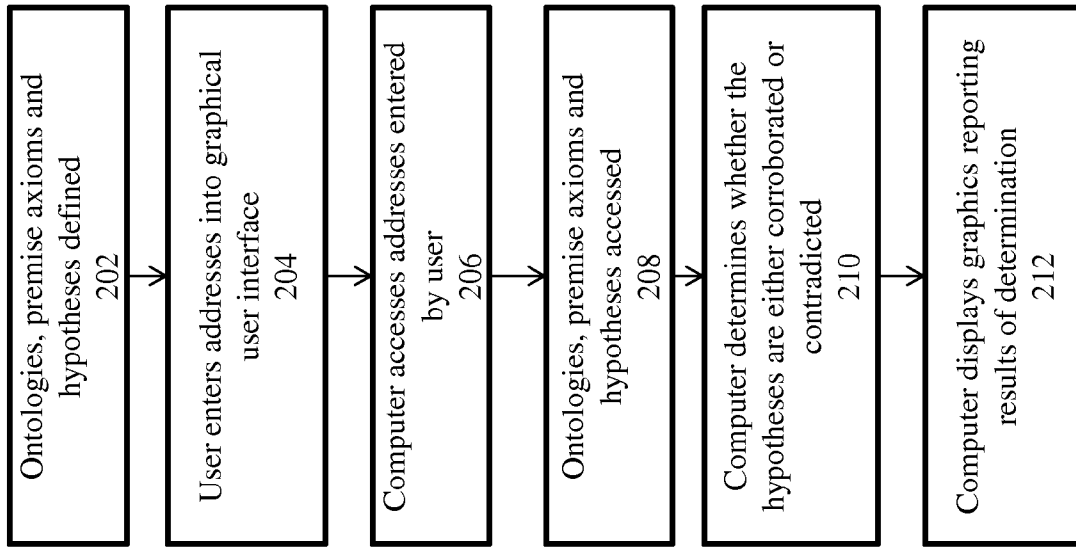 Ontologies, premise axioms and
hypotheses defined
202
User enters addresses into graphical
user interface
204
Computer accesses addresses entered
by user
206
Ontologies, premise axioms and
hypotheses accessed
208
Computer determines whether the
hypotheses are either corroborated or
contradicted
210
Computer displays graphics reporting
results of determination
212